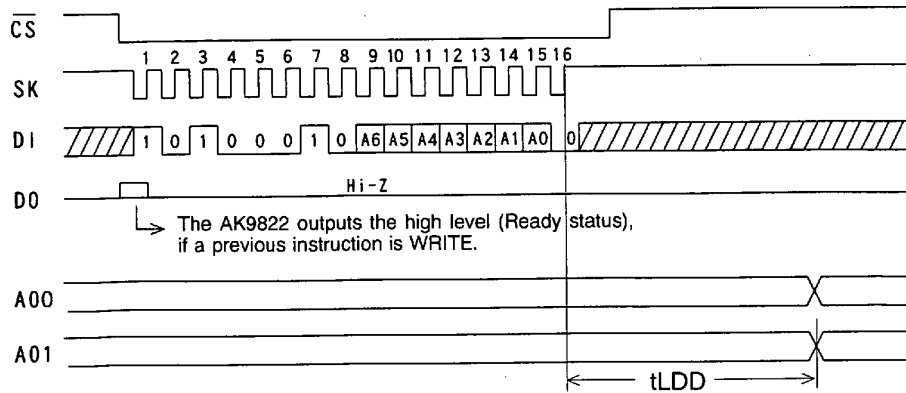 CS
1 2 3 4 5 6 7 8 9 10 11 12 13 14 15 16
SK
DI 1 0 1 0 0 0 1 0 A6 A5 A4 A3 A2 A1 A0 0
Hi-Z
DO
The AK9822 outputs the high level (Ready status),
if a previous instruction is WRITE.
AO0
AO1
tLDD